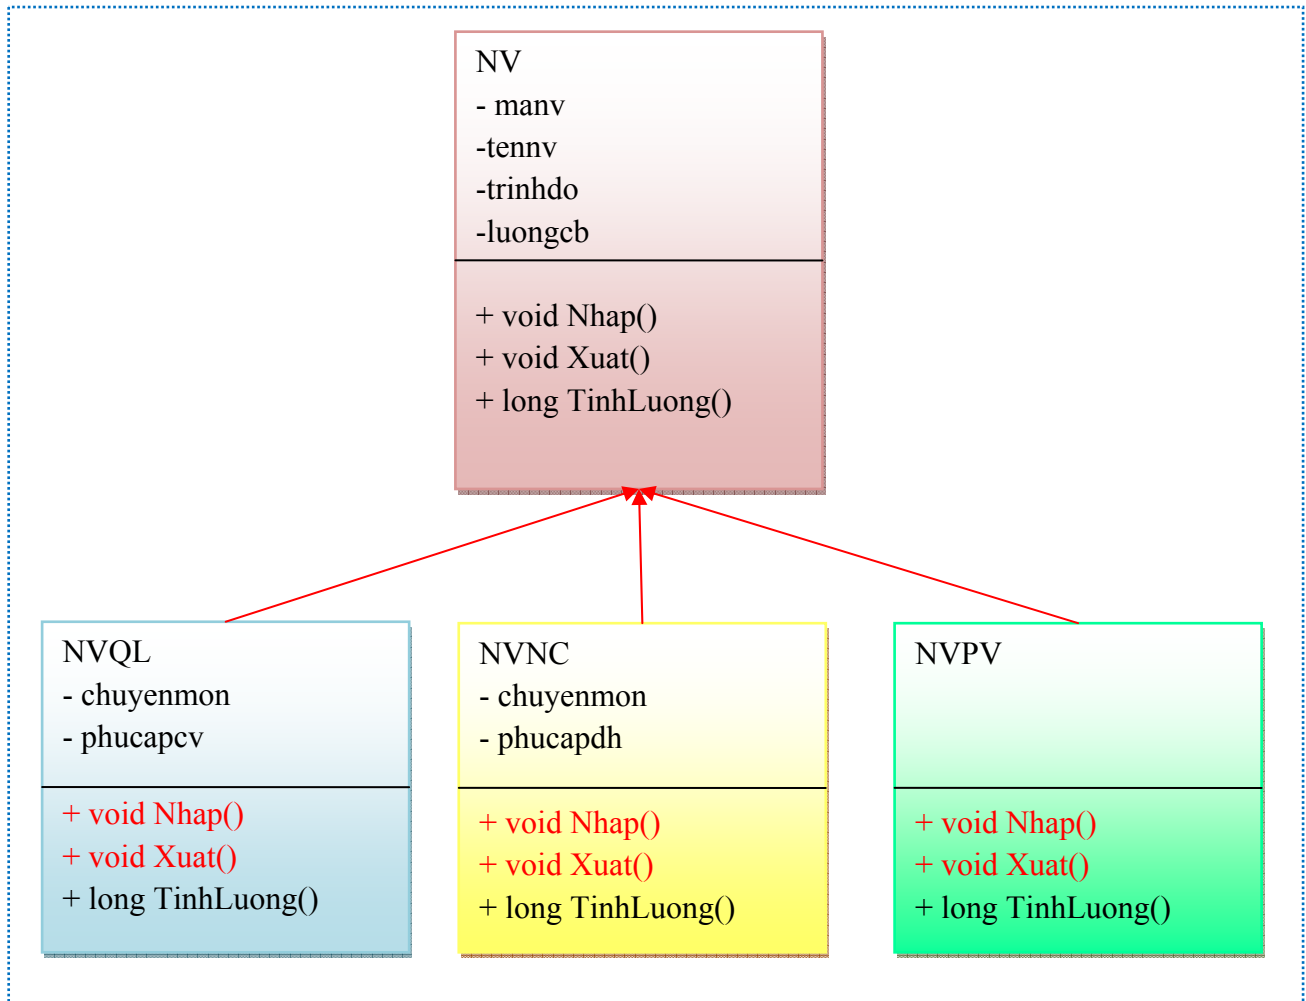 NV
- manv
-tennv
-trinhdo
-luongcb
+ void Nhap()
+ void Xuat()
+ long TinhLuong()
NVQL
- chuyenmon
- phucapcv
+ void Nhap()
+ void Xuat()
+ long TinhLuong()
NVNC
- chuyenmon
- phucapdh
+ void Nhap()
+ void Xuat()
+ long TinhLuong()
NVPV
+ void Nhap()
+ void Xuat()
+ long TinhLuong()